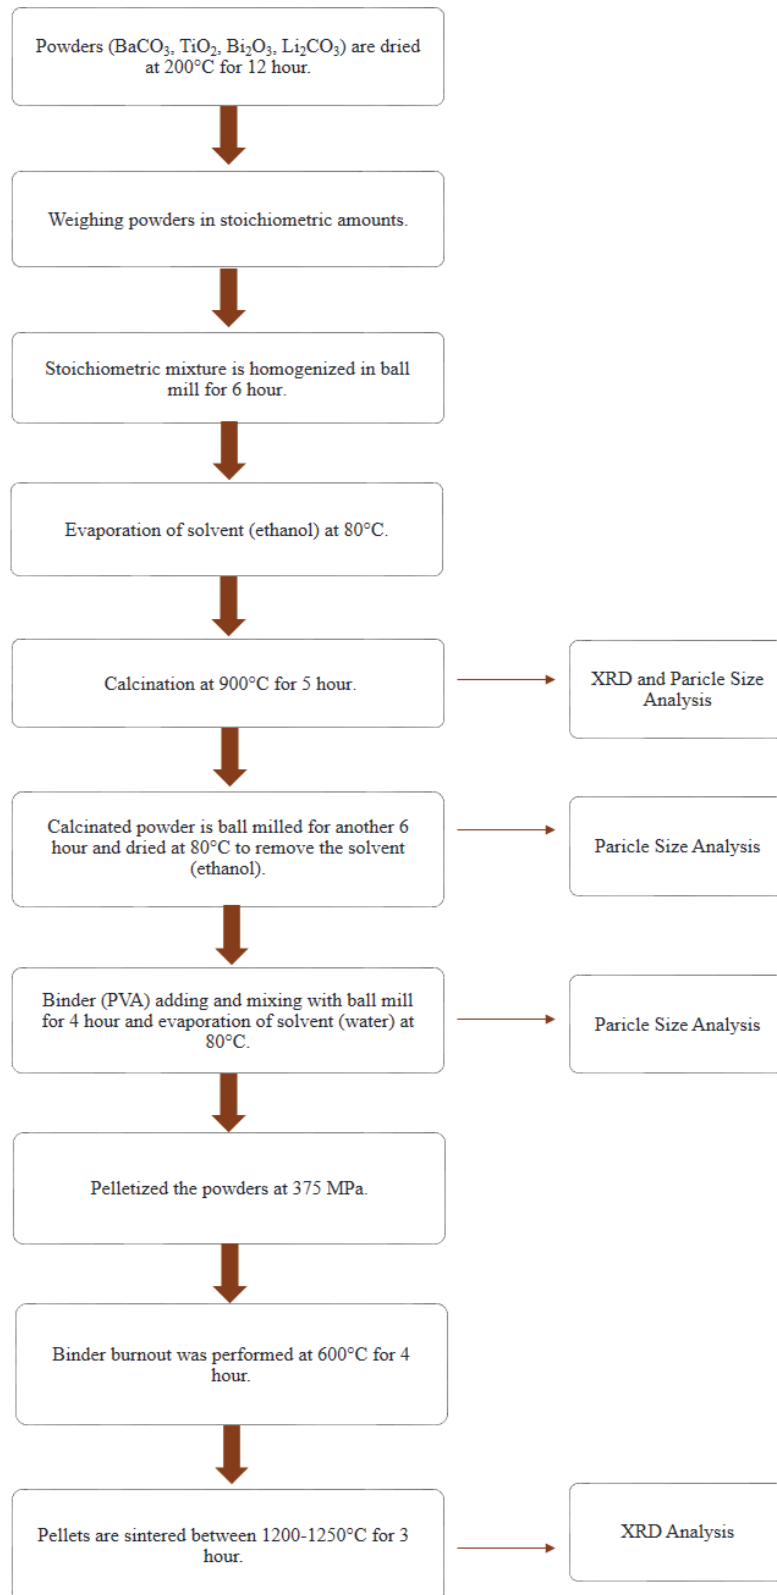 Powders (BaCO₃, TiO₂, Bi₂O₃, Li₂CO₃) are dried
at 200°C for 12 hour.
Weighing powders in stoichiometric amounts.
Stoichiometric mixture is homogenized in ball
mill for 6 hour.
Evaporation of solvent (ethanol) at 80°C.
Calcination at 900°C for 5 hour.
XRD and Paricle Size
Analysis
Calcinated powder is ball milled for another 6
hour and dried at 80°C to remove the solvent
(ethanol).
Paricle Size Analysis
Binder (PVA) adding and mixing with ball mill
for 4 hour and evaporation of solvent (water) at
80°C.
Paricle Size Analysis
Pelletized the powders at 375 MPa.
Binder burnout was performed at 600°C for 4
hour.
Pellets are sintered between 1200-1250°C for 3
hour.
XRD Analysis